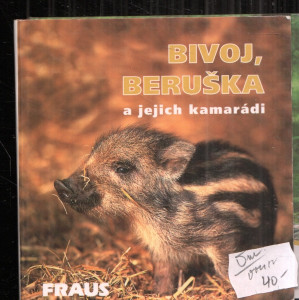 BIVOJ,
BERUŠKA
a jejich kamarádi
FRAUS
40,-